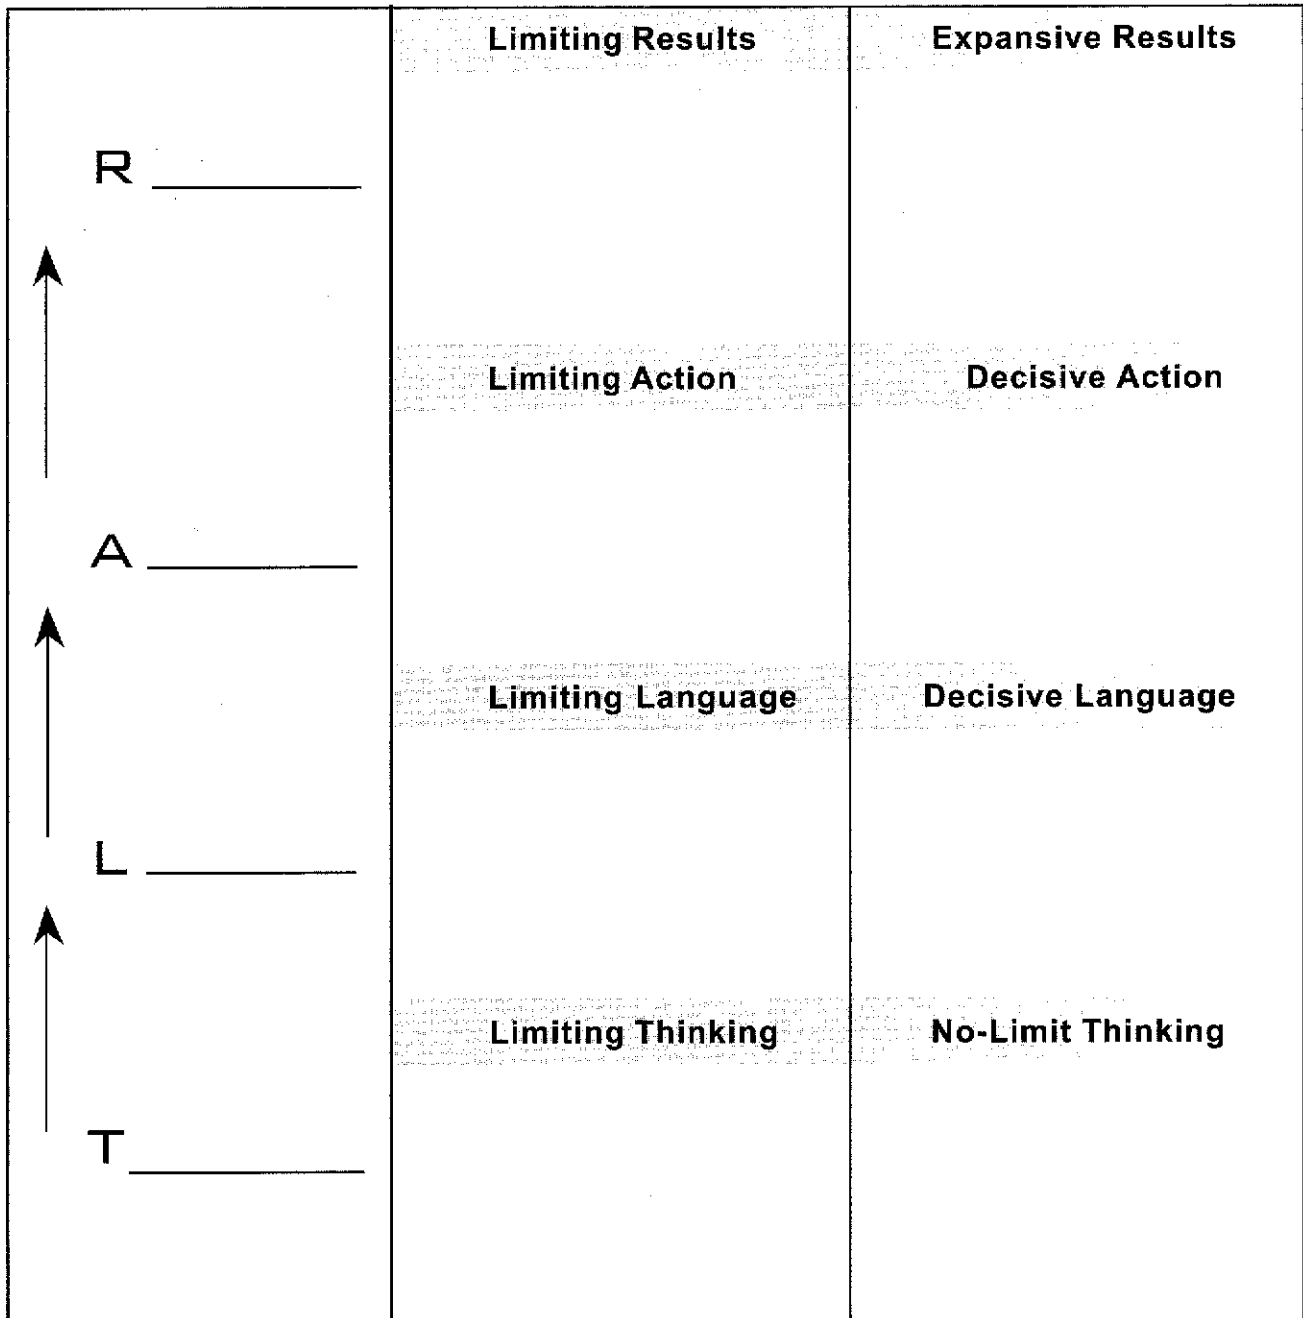 Limiting Results Expansive Results
R
Limiting Action Decisive Action
A
Limiting Language Decisive Language
L
Limiting Thinking No-Limit Thinking
T